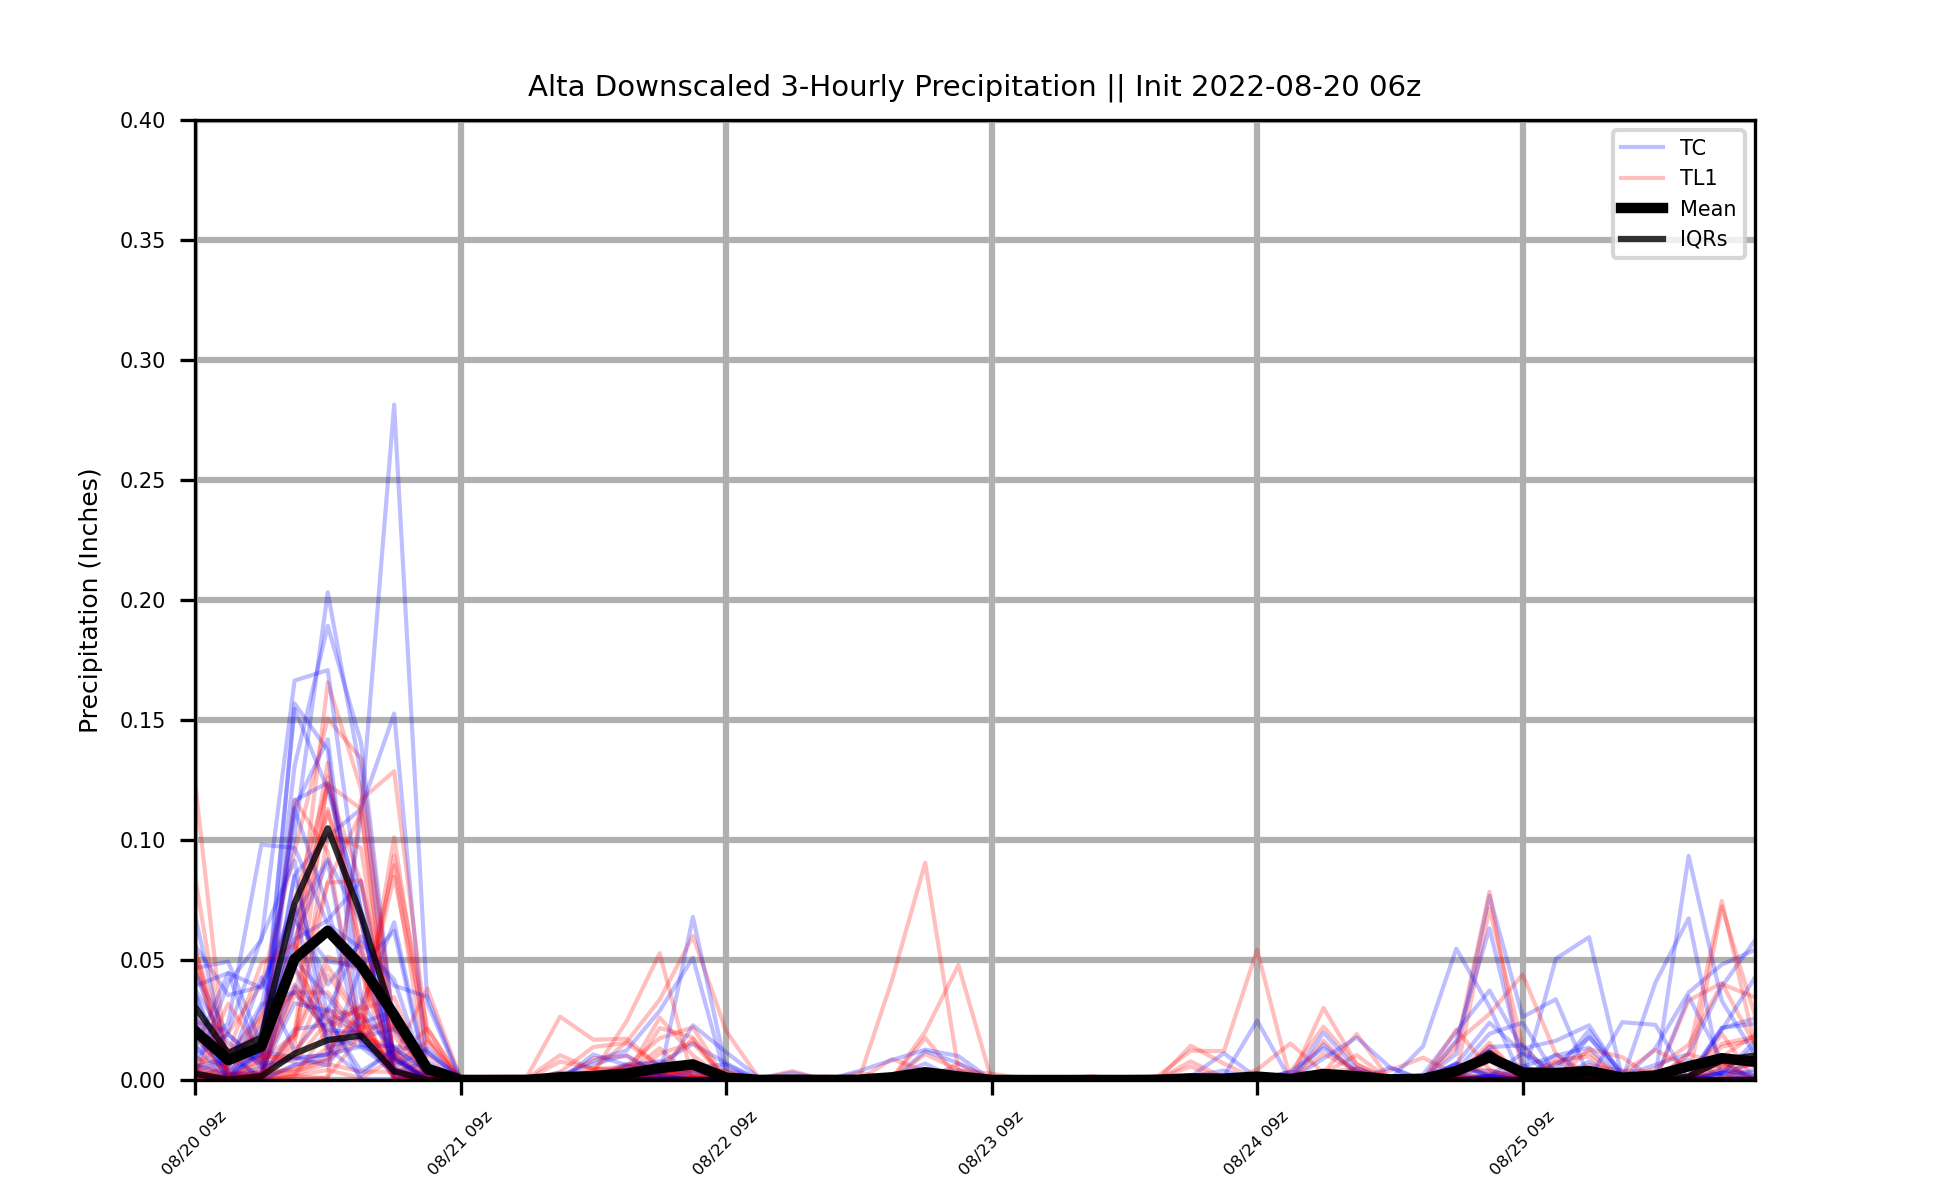 Alta Downscaled 3-Hourly Precipitation || Init 2022-08-20 06z
TC
TL1
Mean
IQRs
Precipitation (Inches)
0.40
0.35
0.30
0.25
0.20
0.15
0.10
0.05
0.00
08/20 09z
08/21 09z
08/22 09z
08/23 09z
08/24 09z
08/25 09z